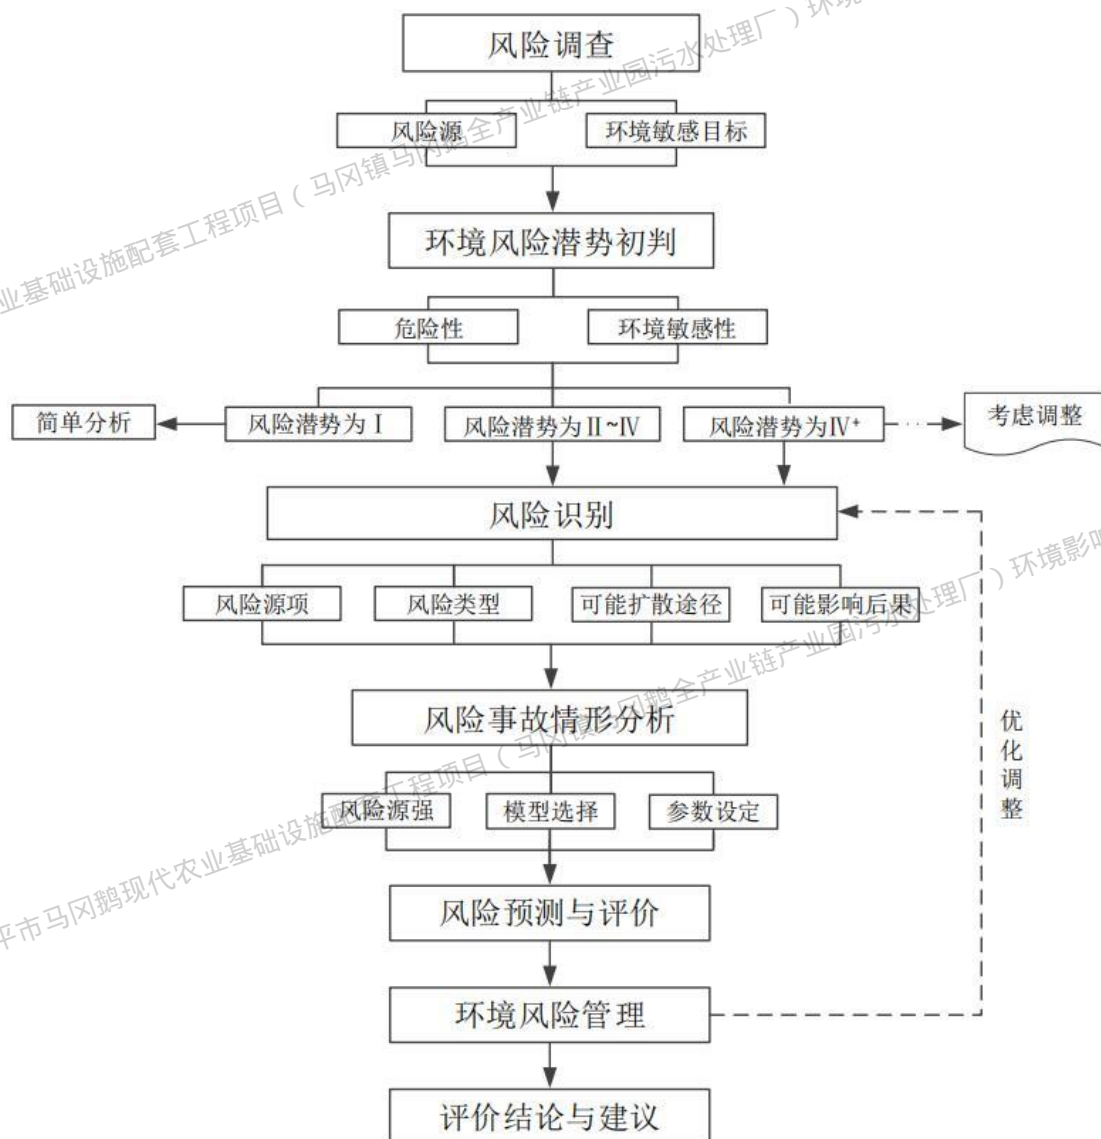 风险调查
风险源
环境敏感目标
环境风险潜势初判
危险性
环境敏感性
简单分析
风险潜势为Ⅰ
风险潜势为Ⅱ~Ⅳ
风险潜势为Ⅳ⁺
考虑调整
风险识别
风险源项
风险类型
可能扩散途径
可能影响后果
风险事故情形分析
优化调整
风险源强
模型选择
参数设定
风险预测与评价
环境风险管理
评价结论与建议
业基础设施配套工程项目（马冈镇马冈鹅全产业链产业园污水处理厂）环境
平市马冈鹅现代农业基础设施配套工程项目（马冈镇马冈鹅全产业链产业园污水处理厂）环境影响